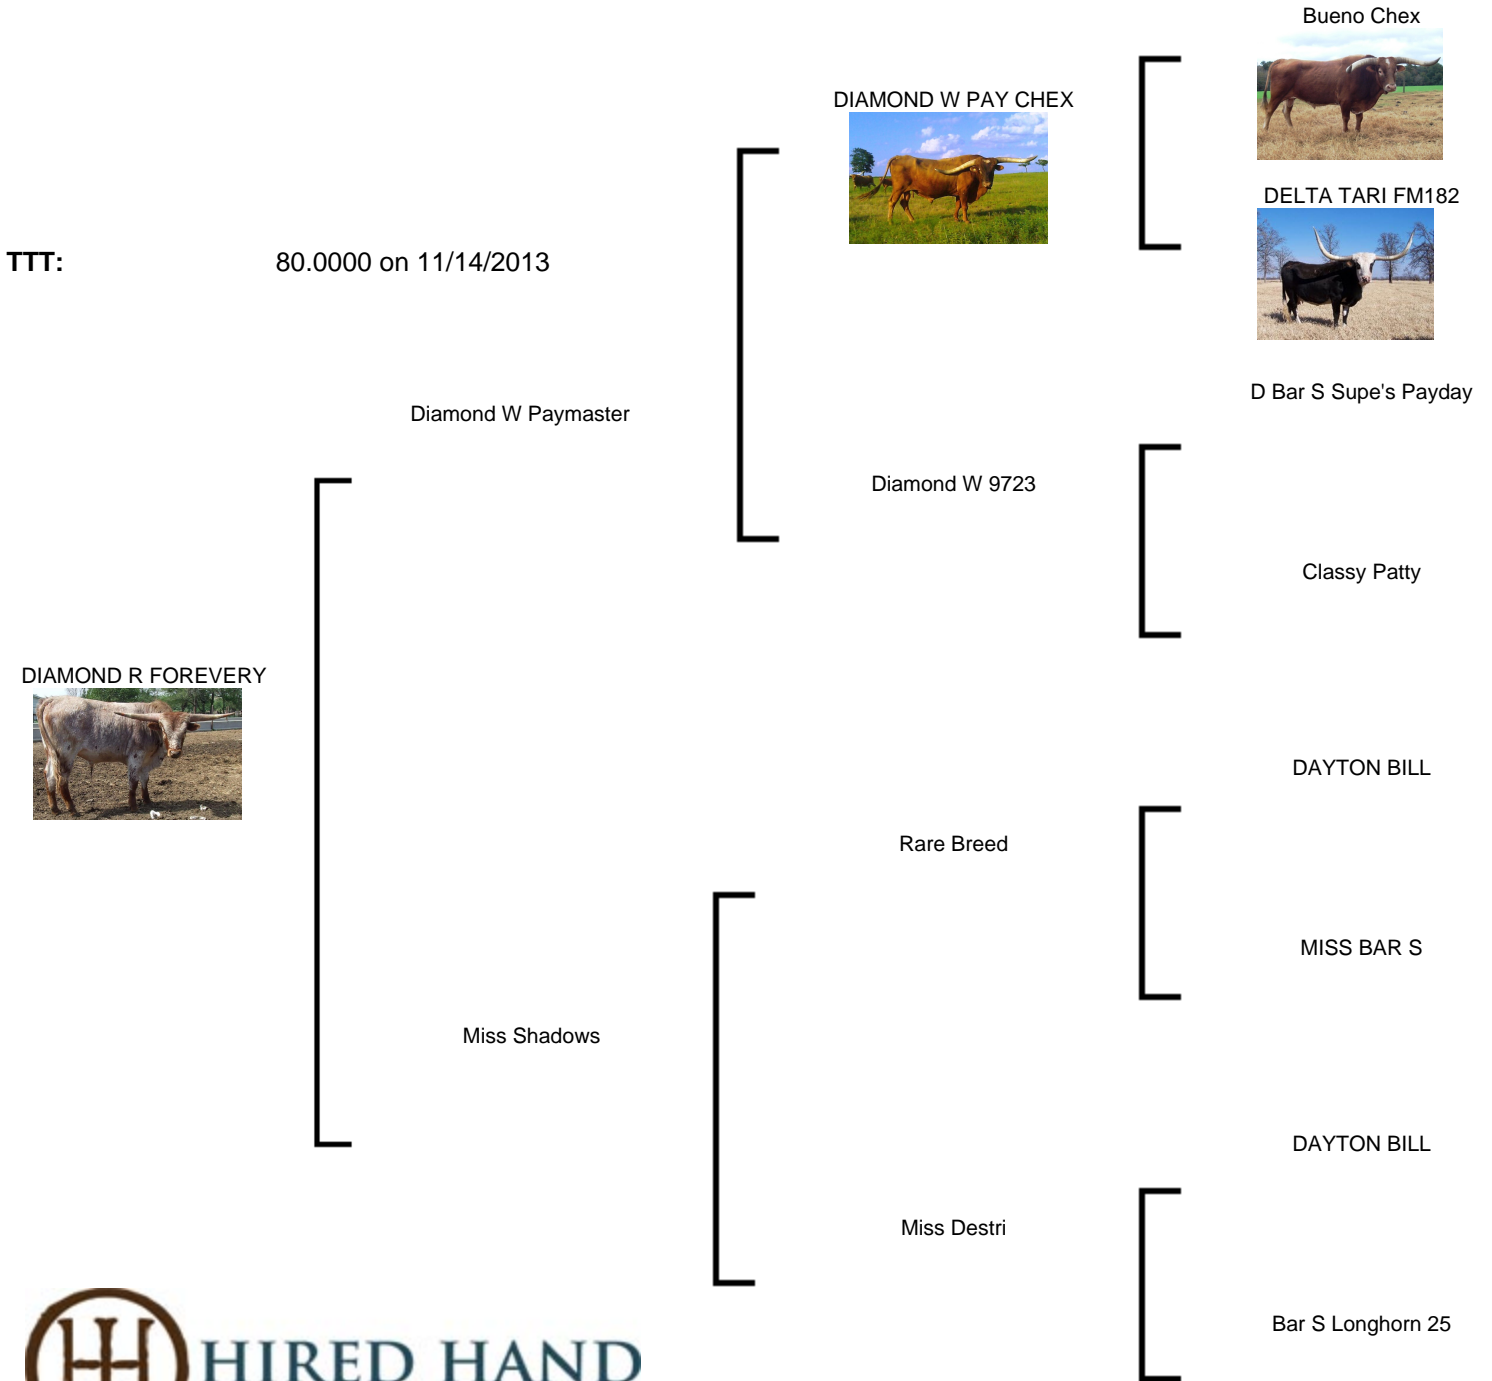 Bueno Chex
DIAMOND W PAY CHEX
DELTA TARI FM182
TTT: 80.0000 on 11/14/2013
D Bar S Supe's Payday
Diamond W Paymaster
Diamond W 9723
Classy Patty
DIAMOND R FOREVERY
DAYTON BILL
Rare Breed
MISS BAR S
Miss Shadows
DAYTON BILL
Miss Destri
Bar S Longhorn 25
HIRED HAND